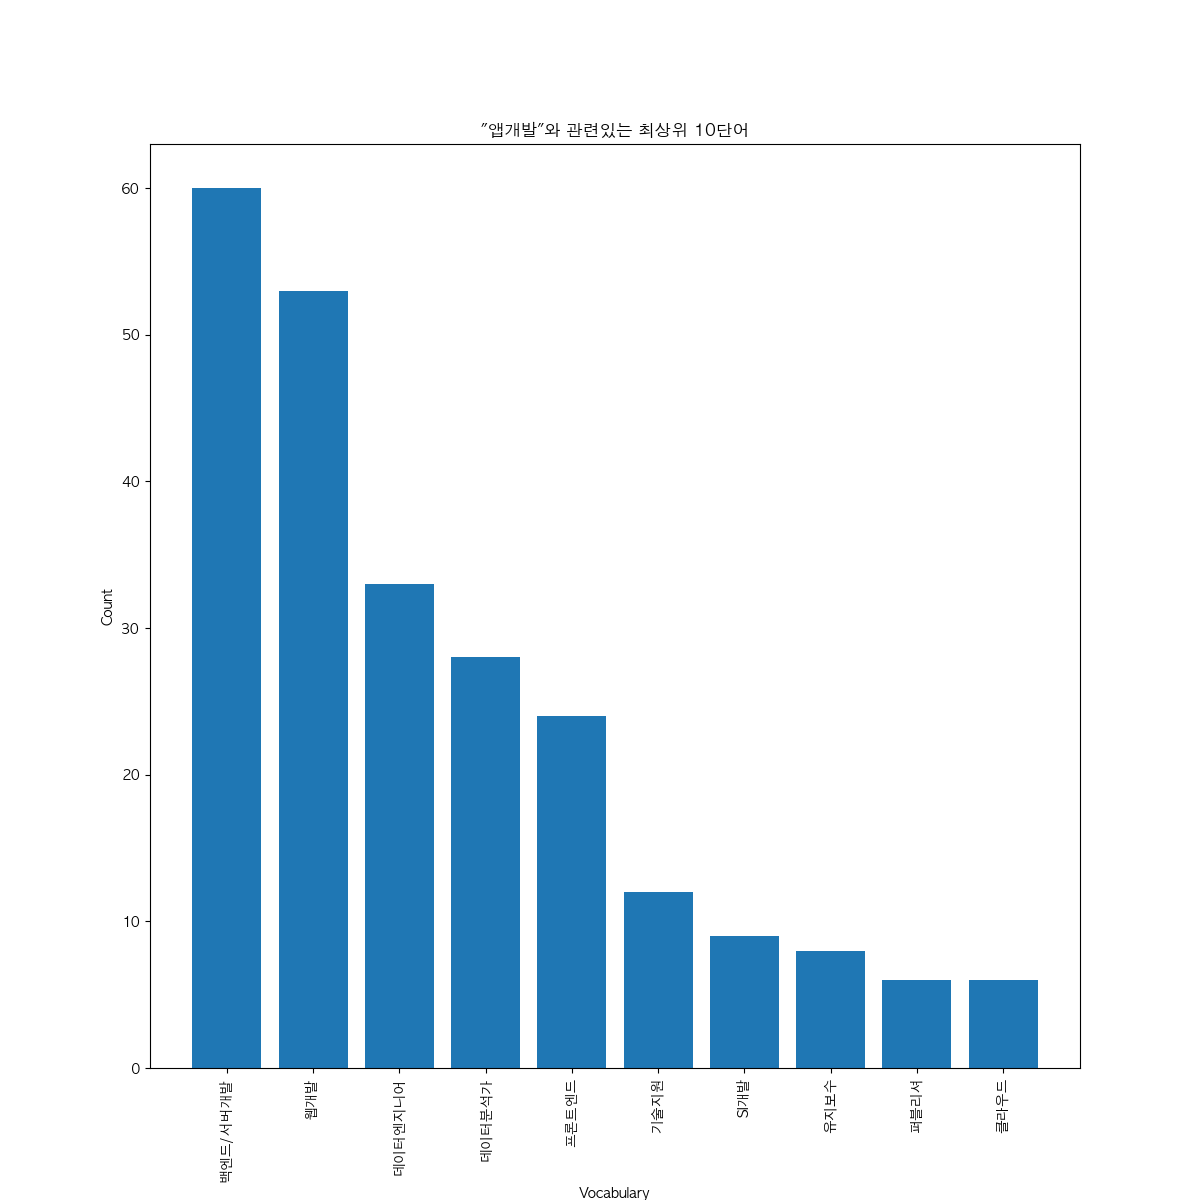 "앱개발"와 관련있는 최상위 10단어
Count
60
50
40
30
20
10
0
백엔드/서버개발
웹개발
데이터엔지니어
데이터분석가
프론트엔드
기술지원
SI개발
유지보수
퍼블리셔
클라우드
Vocabulary